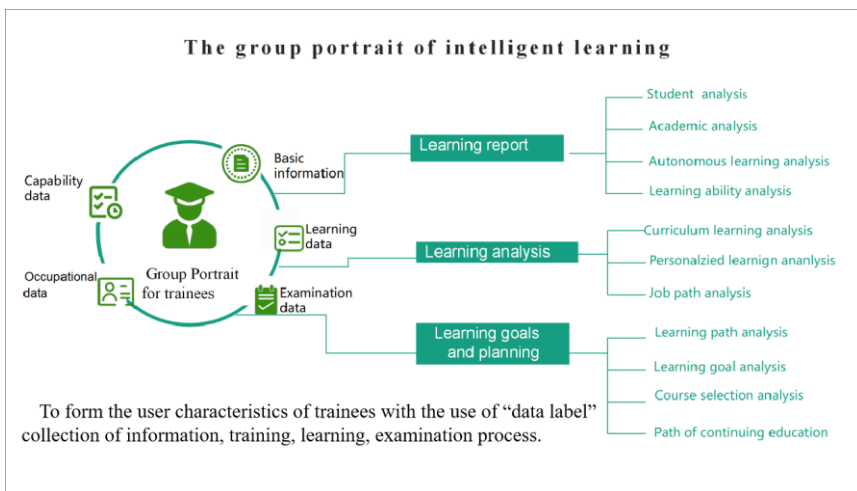 The group portrait of intelligent learning
Capability
data
Occupational
data
Group Portrait
for trainees
Basic
information
Learning
data
Examination
data
Learning report
Student analysis
Academic analysis
Autonomous learning analysis
Learning ability analysis
Learning analysis
Curriculum learning analysis
Personalzied learnign ananlysis
Job path analysis
Learning goals
and planning
Learning path analysis
Learning goal analysis
Course selection analysis
Path of continuing education
To form the user characteristics of trainees with the use of “data label”
collection of information, training, learning, examination process.